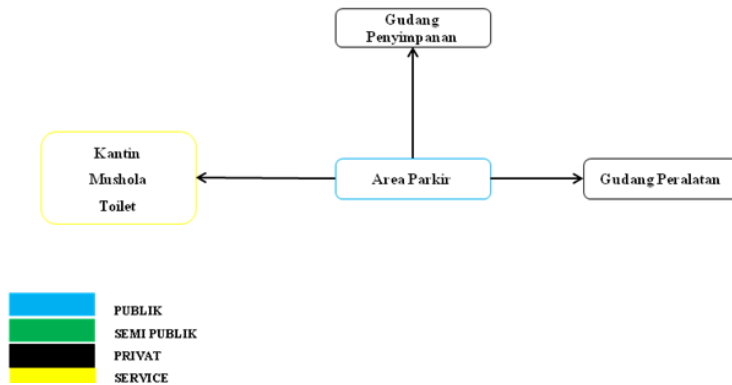 Gudang
Penyimpanan
Kantin
Mushola
Toilet
Area Parkir
Gudang Peralatan
PUBLIK
SEMI PUBLIK
PRIVAT
SERVICE